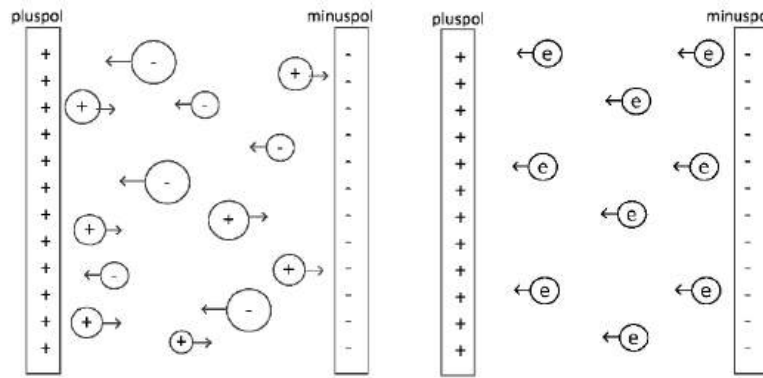 pluspol minuspol pluspol minuspol
+ - + -
+ - + -
+ - + -
+ - + -
+ - + -
+ - + -
+ - + -
+ - + -
+ - + -
+ - + -
+ - + -
+ - + -
- + e e
+ - e
- e e
- + e
+ + e e
- - e
+ +